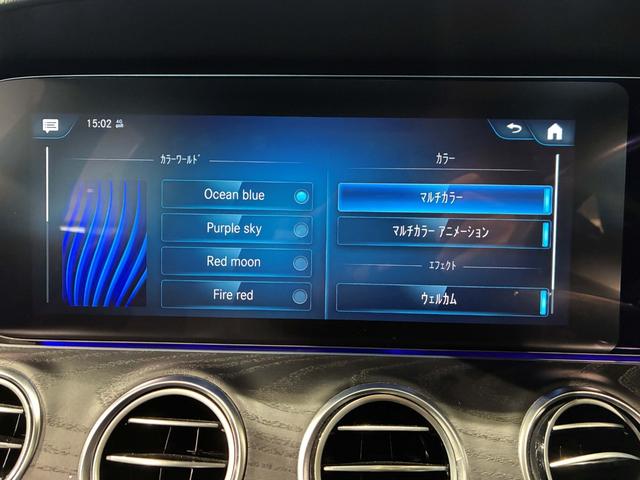 15:02 4G
ｶﾗｰﾜｰﾙﾄﾞ
Ocean blue
Purple sky
Red moon
Fire red
ｶﾗｰ
ﾏﾙﾁｶﾗｰ
ﾏﾙﾁｶﾗｰ ｱﾆﾒｰｼｮﾝ
ｴﾌｪｸﾄ
ｳｪﾙｶﾑ